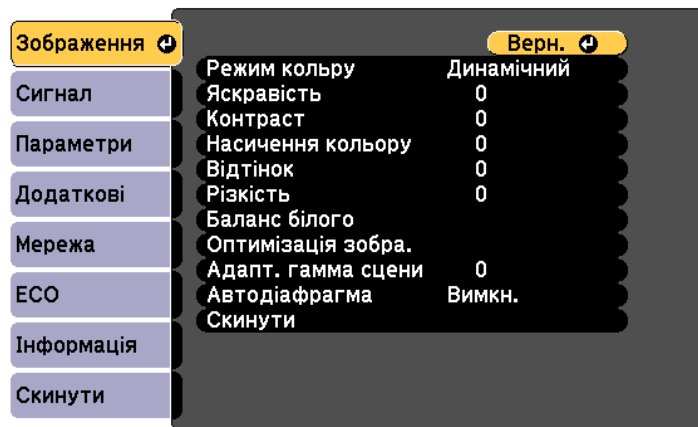 Зображення
Сигнал
Параметри
Додаткові
Мережа
ECO
Інформація
Скинути
Верн.
Режим кольру Динамічний
Яскравість 0
Контраст 0
Насичення кольору 0
Відтінок 0
Різкість 0
Баланс білого
Оптимізація зобра.
Адапт. гамма сцени 0
Автодіафрагма Вимкн.
Скинути